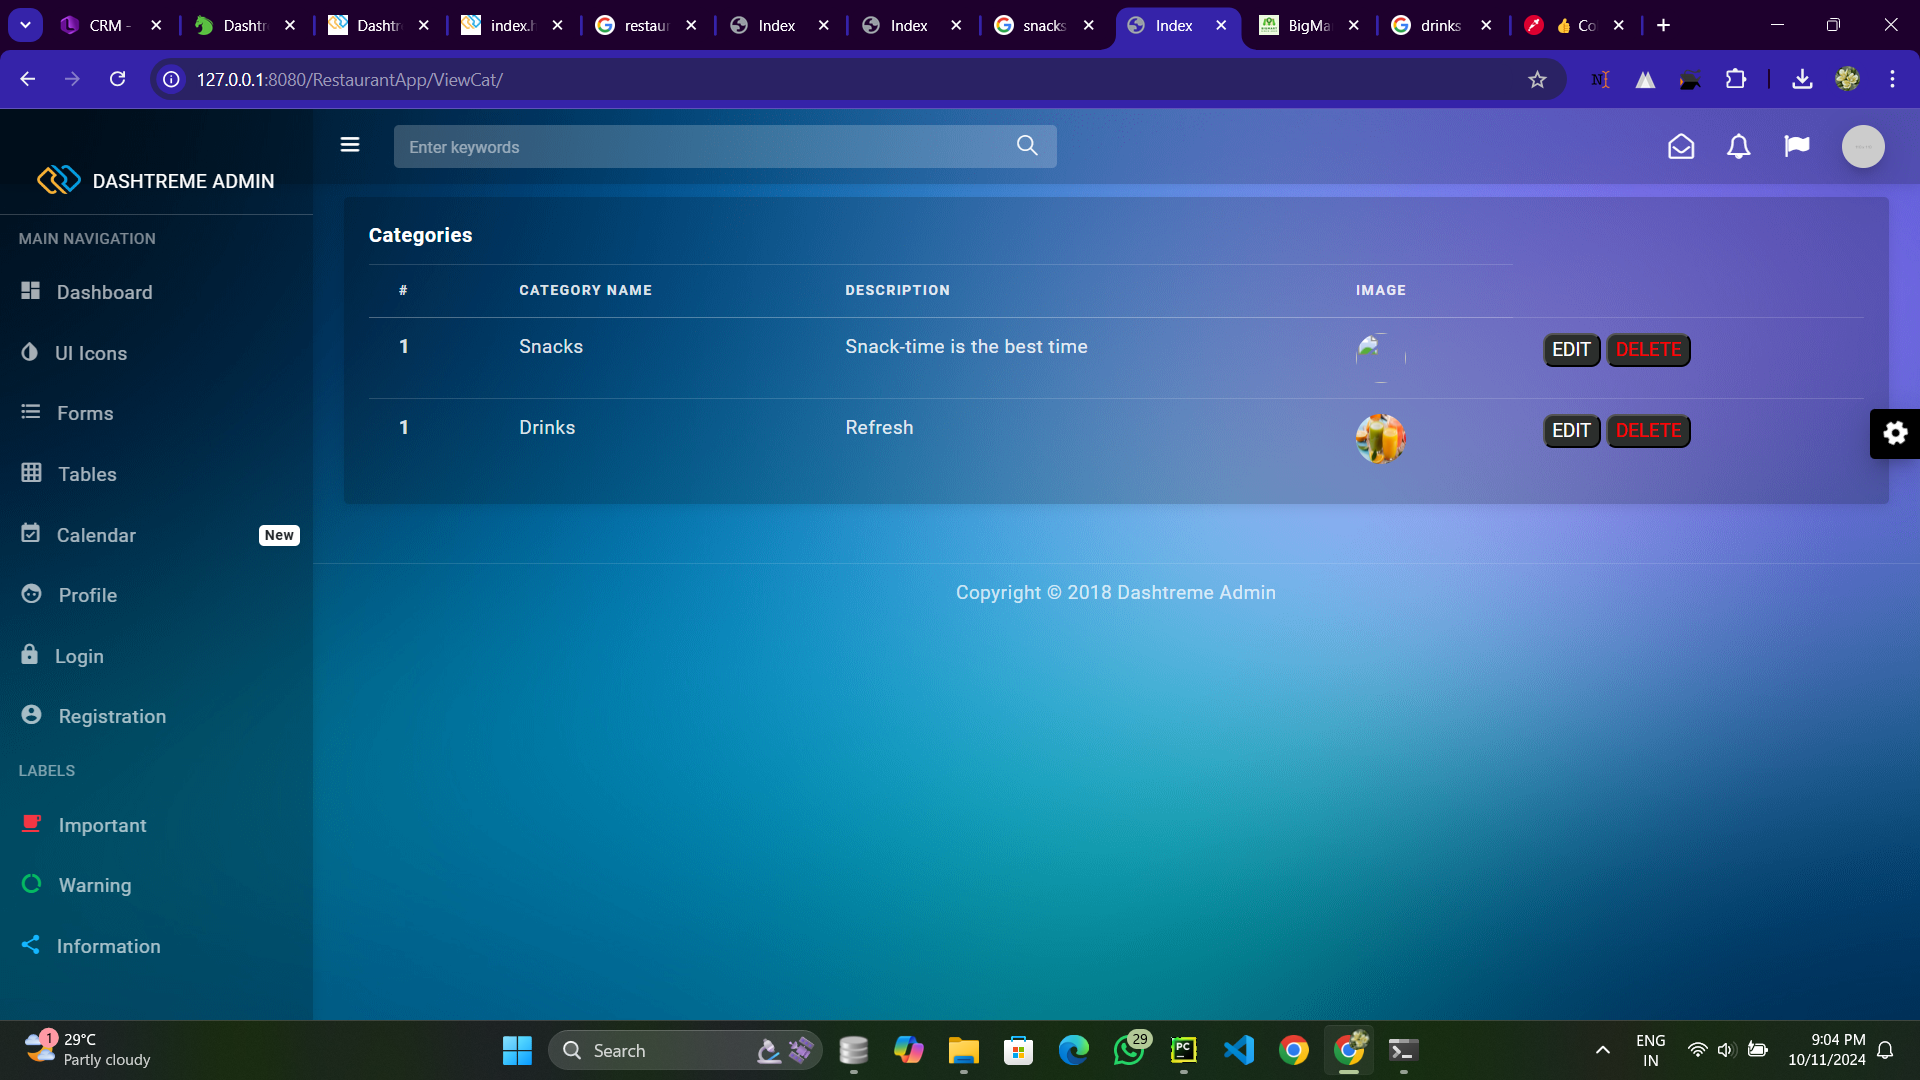 CRM -
Dashtr
Dashtr
index.h
restaur
Index
Index
snacks
Index
BigMa
drinks
👍 Co
127.0.0.1:8080/RestaurantApp/ViewCat/
DASHTREME ADMIN
Enter keywords
MAIN NAVIGATION
Dashboard
UI Icons
Forms
Tables
Calendar
New
Profile
Login
Registration
LABELS
Important
Warning
Information
Categories
# CATEGORY NAME DESCRIPTION IMAGE
1 Snacks Snack-time is the best time EDIT DELETE
1 Drinks Refresh EDIT DELETE
Copyright © 2018 Dashtreme Admin
1
29°C
Partly cloudy
Search
29
PC
ENG
IN
9:04 PM
10/11/2024